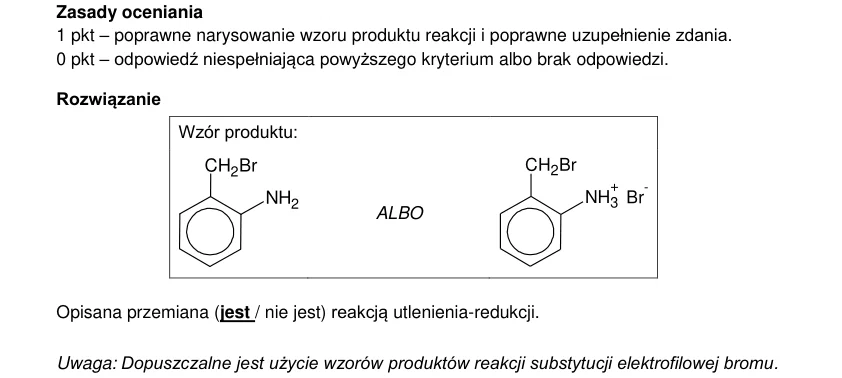 Zasady oceniania
1 pkt – poprawne narysowanie wzoru produktu reakcji i poprawne uzupełnienie zdania.
0 pkt – odpowiedź niespełniająca powyższego kryterium albo brak odpowiedzi.
Rozwiązanie
Wzór produktu:
CH₂Br CH₂Br
NH₂ ALBO NH₃⁺ Br⁻
Opisana przemiana (jest / nie jest) reakcją utlenienia-redukcji.
Uwaga: Dopuszczalne jest użycie wzorów produktów reakcji substytucji elektrofilowej bromu.